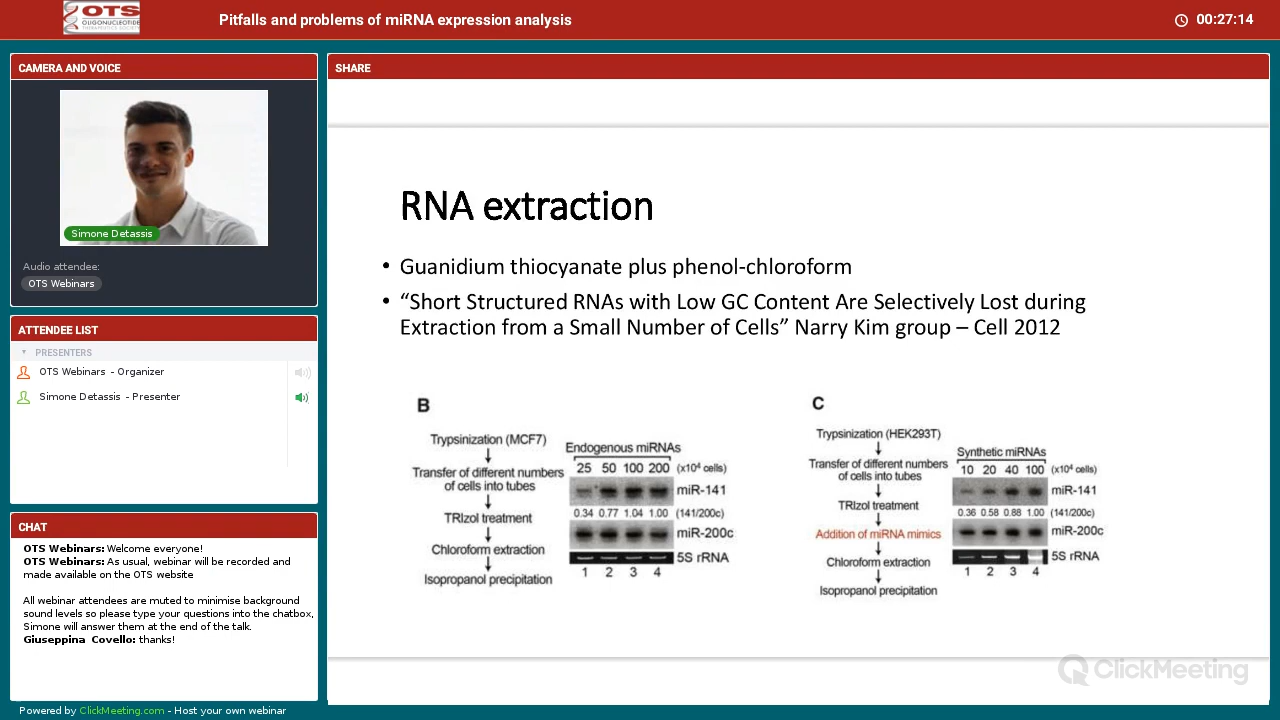 OTS
OLIGONUCLEOTIDE
THERAPEUTICS SOCIETY
Pitfalls and problems of miRNA expression analysis
00:27:14
CAMERA AND VOICE
Simone Detassis
Audio attendee:
OTS Webinars
ATTENDEE LIST
PRESENTERS
OTS Webinars - Organizer
Simone Detassis - Presenter
CHAT
OTS Webinars: Welcome everyone!
OTS Webinars: As usual, webinar will be recorded and
made available on the OTS website
All webinar attendees are muted to minimise background
sound levels so please type your questions into the chatbox,
Simone will answer them at the end of the talk.
Giuseppina Covello: thanks!
Powered by ClickMeeting.com - Host your own webinar
SHARE
RNA extraction
• Guanidium thiocyanate plus phenol-chloroform
• “Short Structured RNAs with Low GC Content Are Selectively Lost during
Extraction from a Small Number of Cells” Narry Kim group – Cell 2012
B
Trypsinization (MCF7)
Transfer of different numbers
of cells into tubes
TRIzol treatment
Chloroform extraction
Isopropanol precipitation
Endogenous miRNAs
25 50 100 200 (x10⁴ cells)
miR-141
0.34 0.77 1.04 1.00 (141/200c)
miR-200c
5S rRNA
1 2 3 4
C
Trypsinization (HEK293T)
Transfer of different numbers
of cells into tubes
TRIzol treatment
Addition of miRNA mimics
Chloroform extraction
Isopropanol precipitation
Synthetic miRNAs
10 20 40 100 (x10⁴ cells)
miR-141
0.36 0.58 0.88 1.00 (141/200c)
miR-200c
5S rRNA
1 2 3 4
ClickMeeting